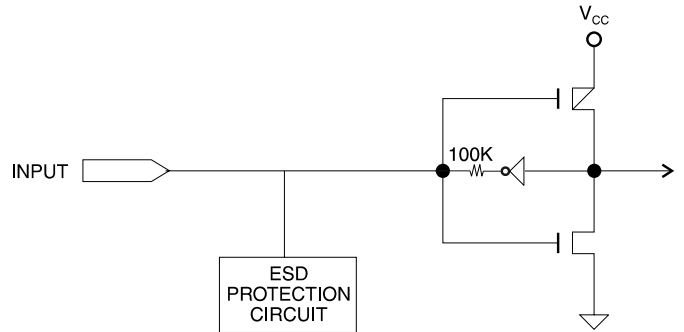 V_CC
100K
INPUT
ESD
PROTECTION
CIRCUIT